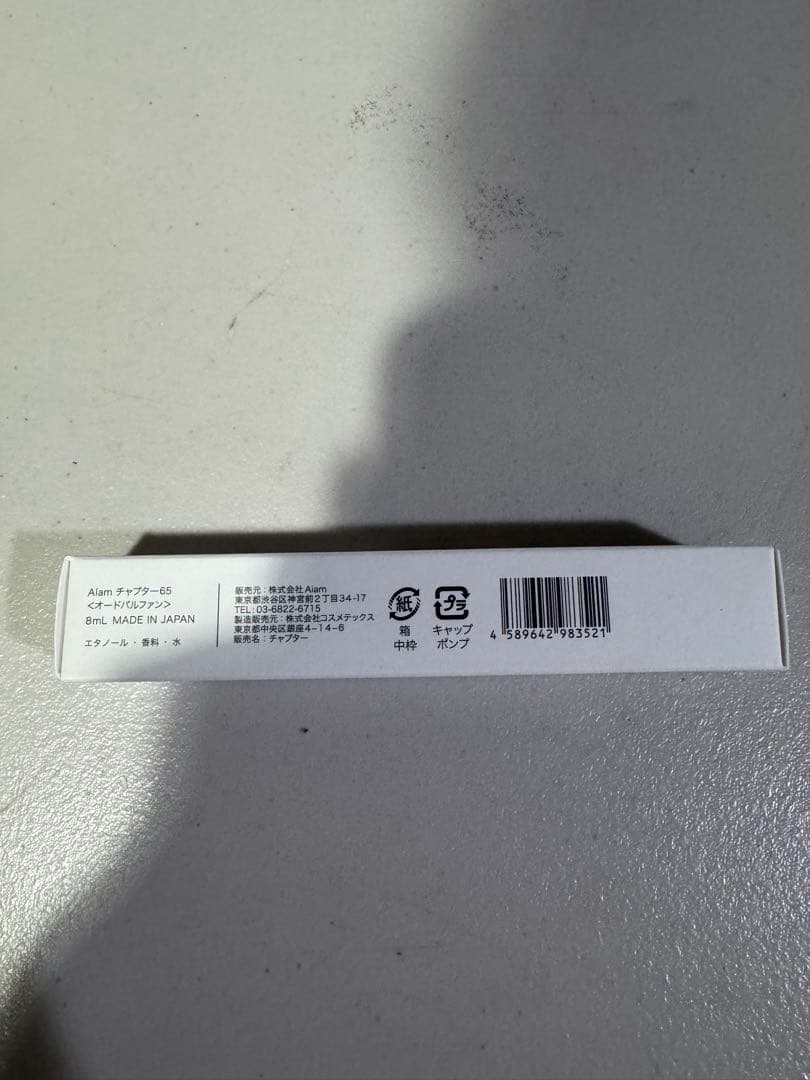 Aiam チャプター65
<オードパルファン>
8mL MADE IN JAPAN
エタノール・香料・水
販売元：株式会社Aiam
東京都渋谷区神宮前2丁目34-17
TEL: 03-6822-6715
製造販売元：株式会社コスメテックス
東京都中央区銀座4-14-6
販売名：チャプター
紙
箱
中枠
プラ
キャップ
ポンプ
4 589642 983521